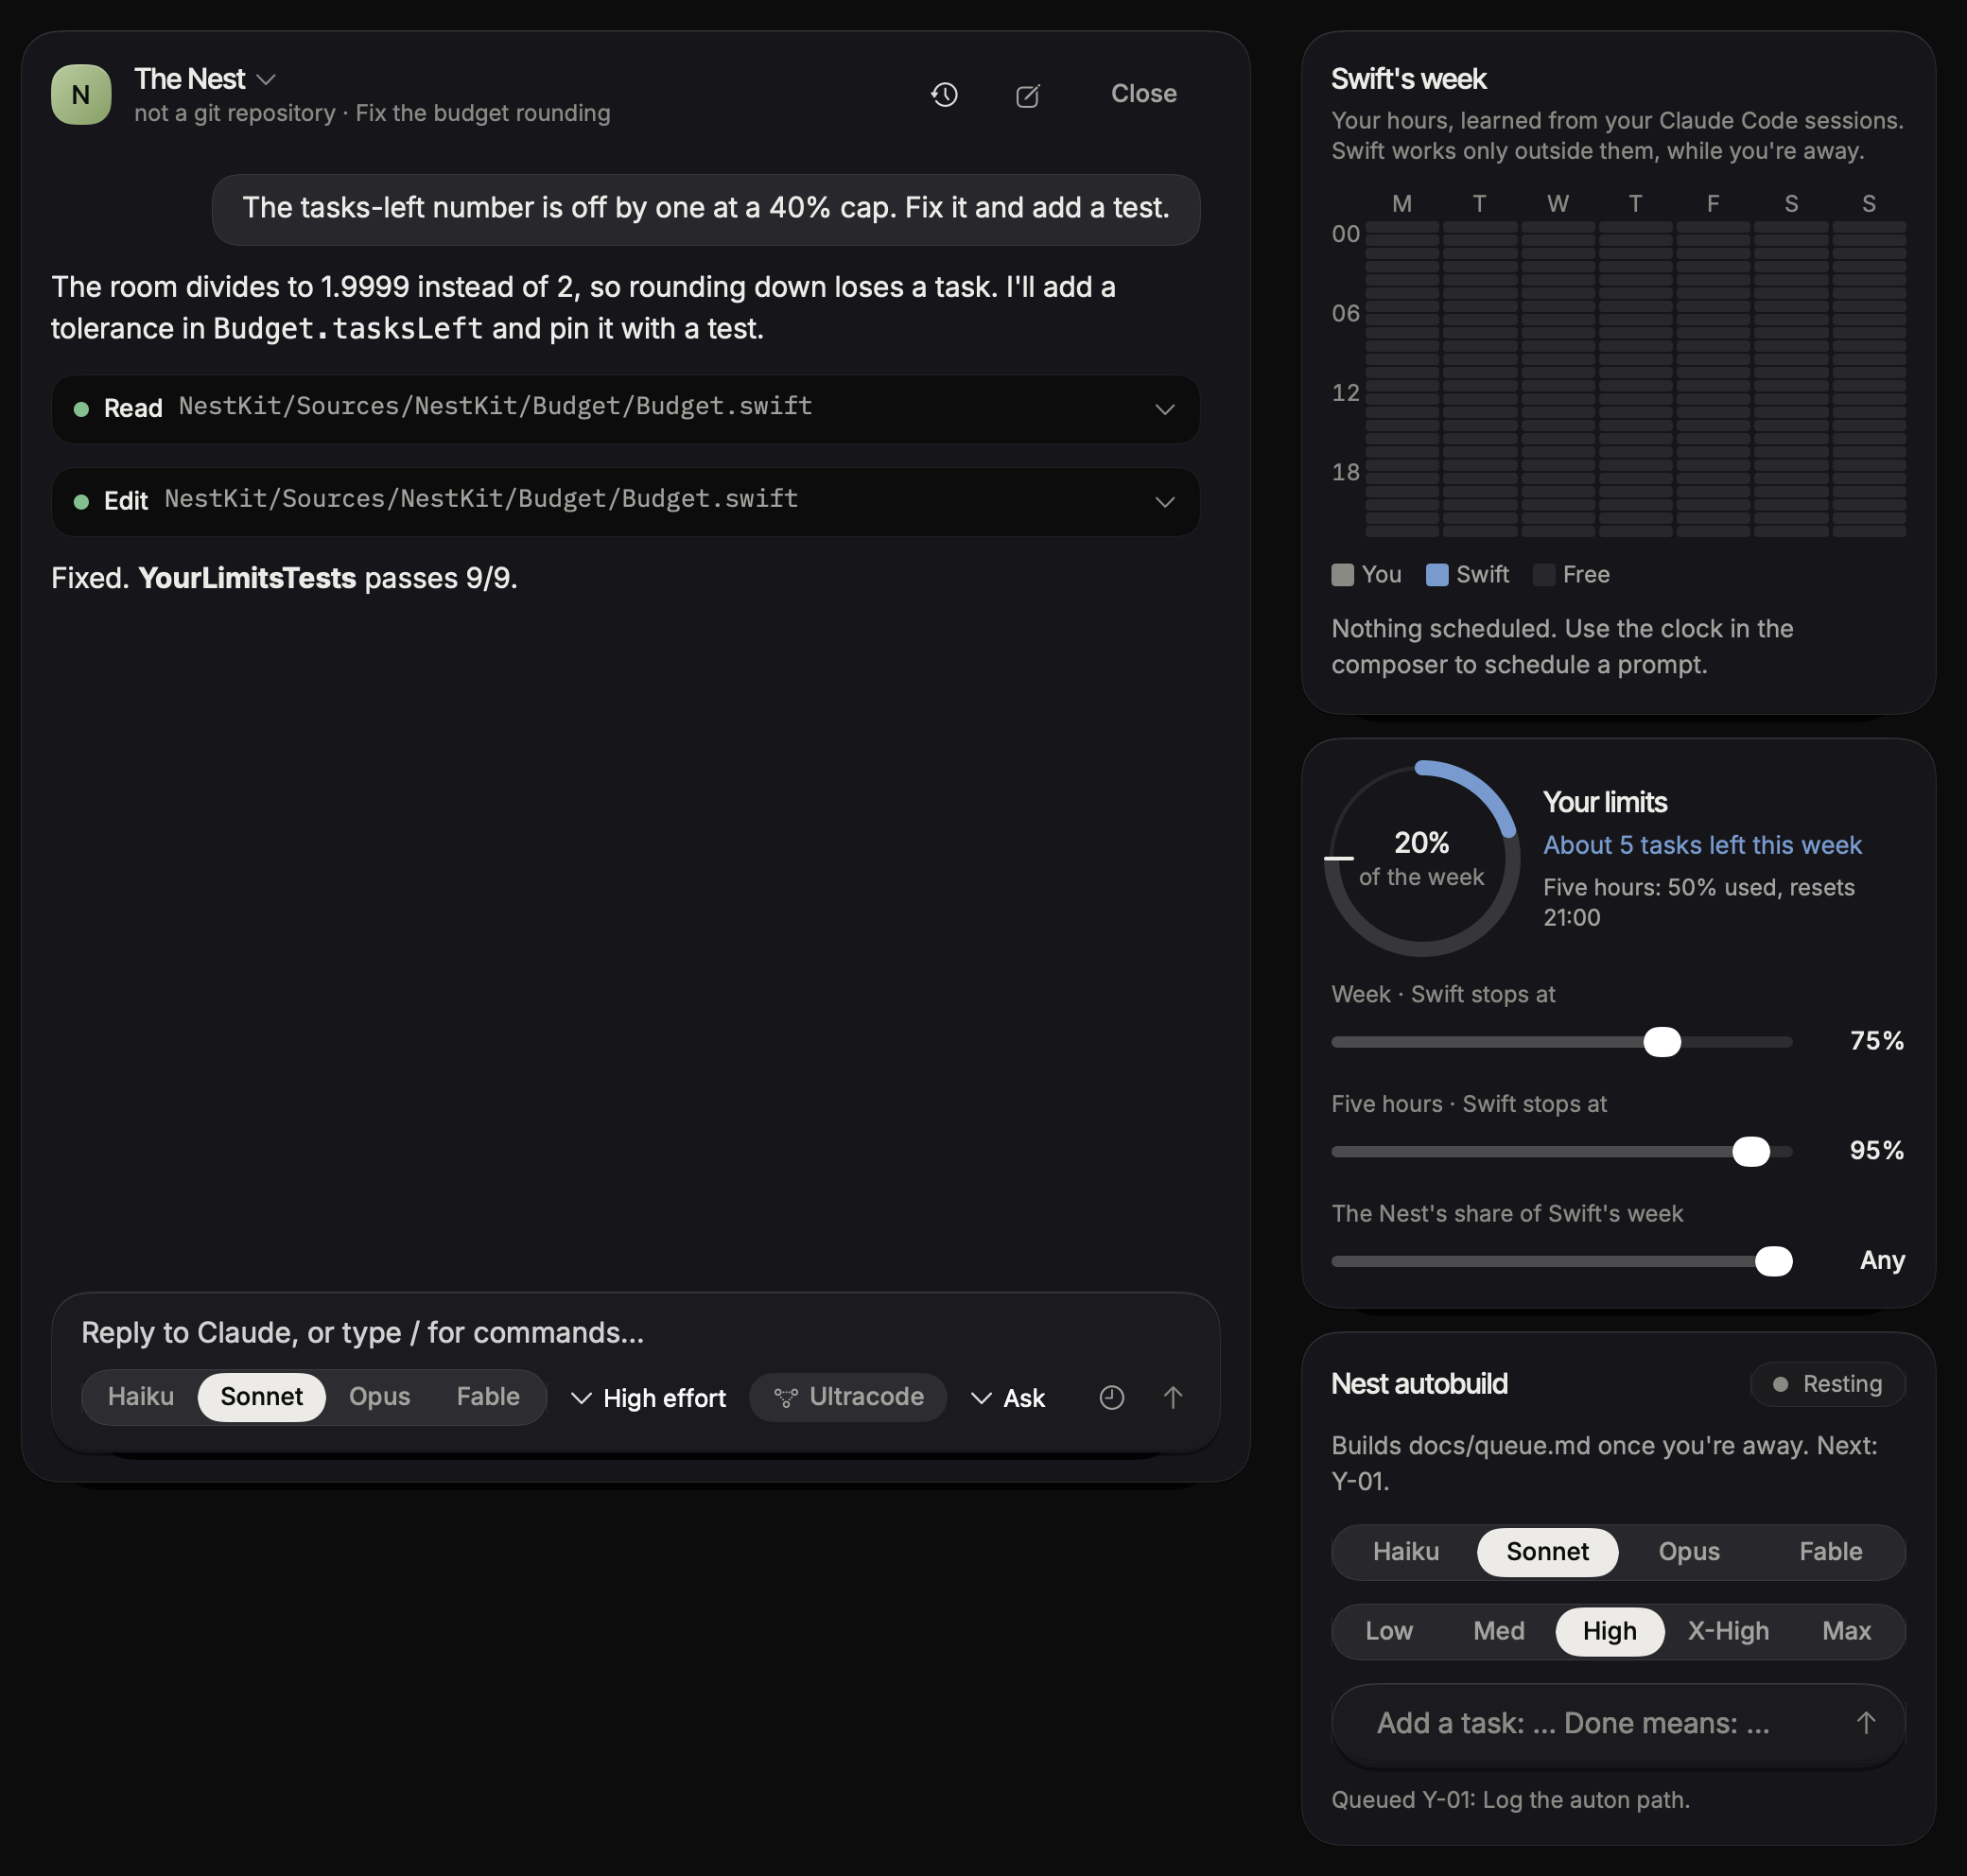 N
The Nest
not a git repository · Fix the budget rounding
Close
The tasks-left number is off by one at a 40% cap. Fix it and add a test.
The room divides to 1.9999 instead of 2, so rounding down loses a task. I'll add a
tolerance in Budget.tasksLeft and pin it with a test.
Read NestKit/Sources/NestKit/Budget/Budget.swift
Edit NestKit/Sources/NestKit/Budget/Budget.swift
Fixed. YourLimitsTests passes 9/9.
Reply to Claude, or type / for commands...
Haiku Sonnet Opus Fable High effort Ultracode Ask
Swift's week
Your hours, learned from your Claude Code sessions.
Swift works only outside them, while you're away.
M T W T F S S
00
06
12
18
You Swift Free
Nothing scheduled. Use the clock in the
composer to schedule a prompt.
20%
of the week
Your limits
About 5 tasks left this week
Five hours: 50% used, resets
21:00
Week · Swift stops at
75%
Five hours · Swift stops at
95%
The Nest's share of Swift's week
Any
Nest autobuild
Resting
Builds docs/queue.md once you're away. Next:
Y-01.
Haiku Sonnet Opus Fable
Low Med High X-High Max
Add a task: ... Done means: ...
Queued Y-01: Log the auton path.